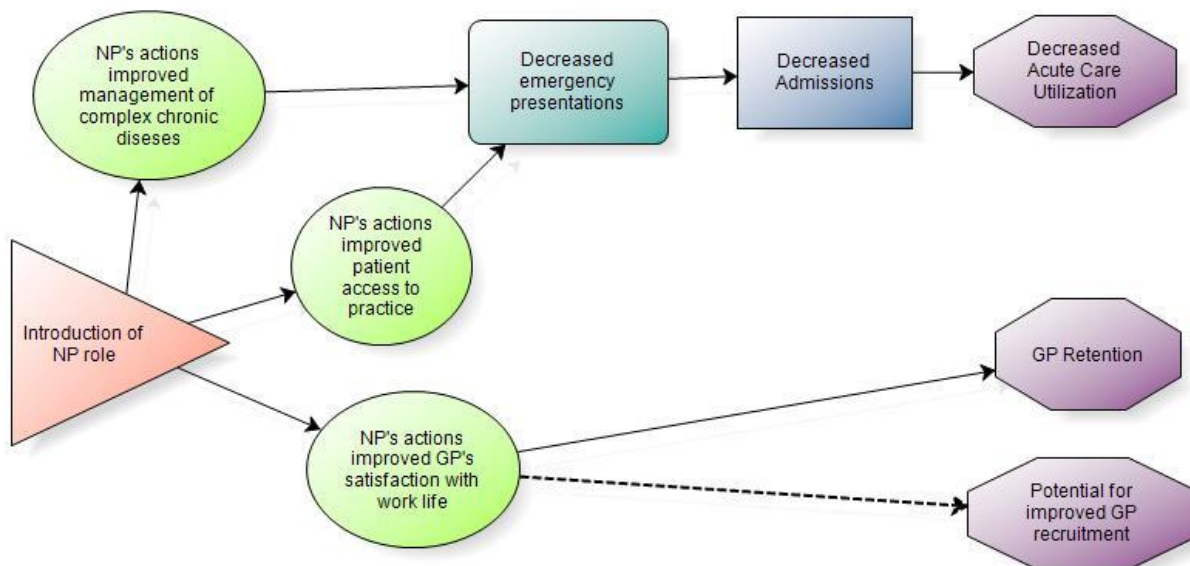 NP's actions
improved
management of
complex chronic
diseses
Decreased
emergency
presentations
Decreased
Admissions
Decreased
Acute Care
Utilization
NP's actions
improved
patient
access to
practice
Introduction of
NP role
GP Retention
NP's actions
improved GP's
satisfaction with
work life
Potential for
improved GP
recruitment